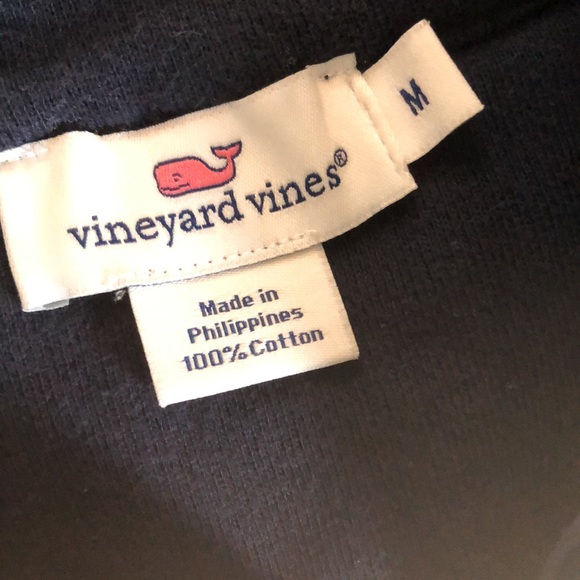 vineyard vines®
M
Made in
Philippines
100% Cotton